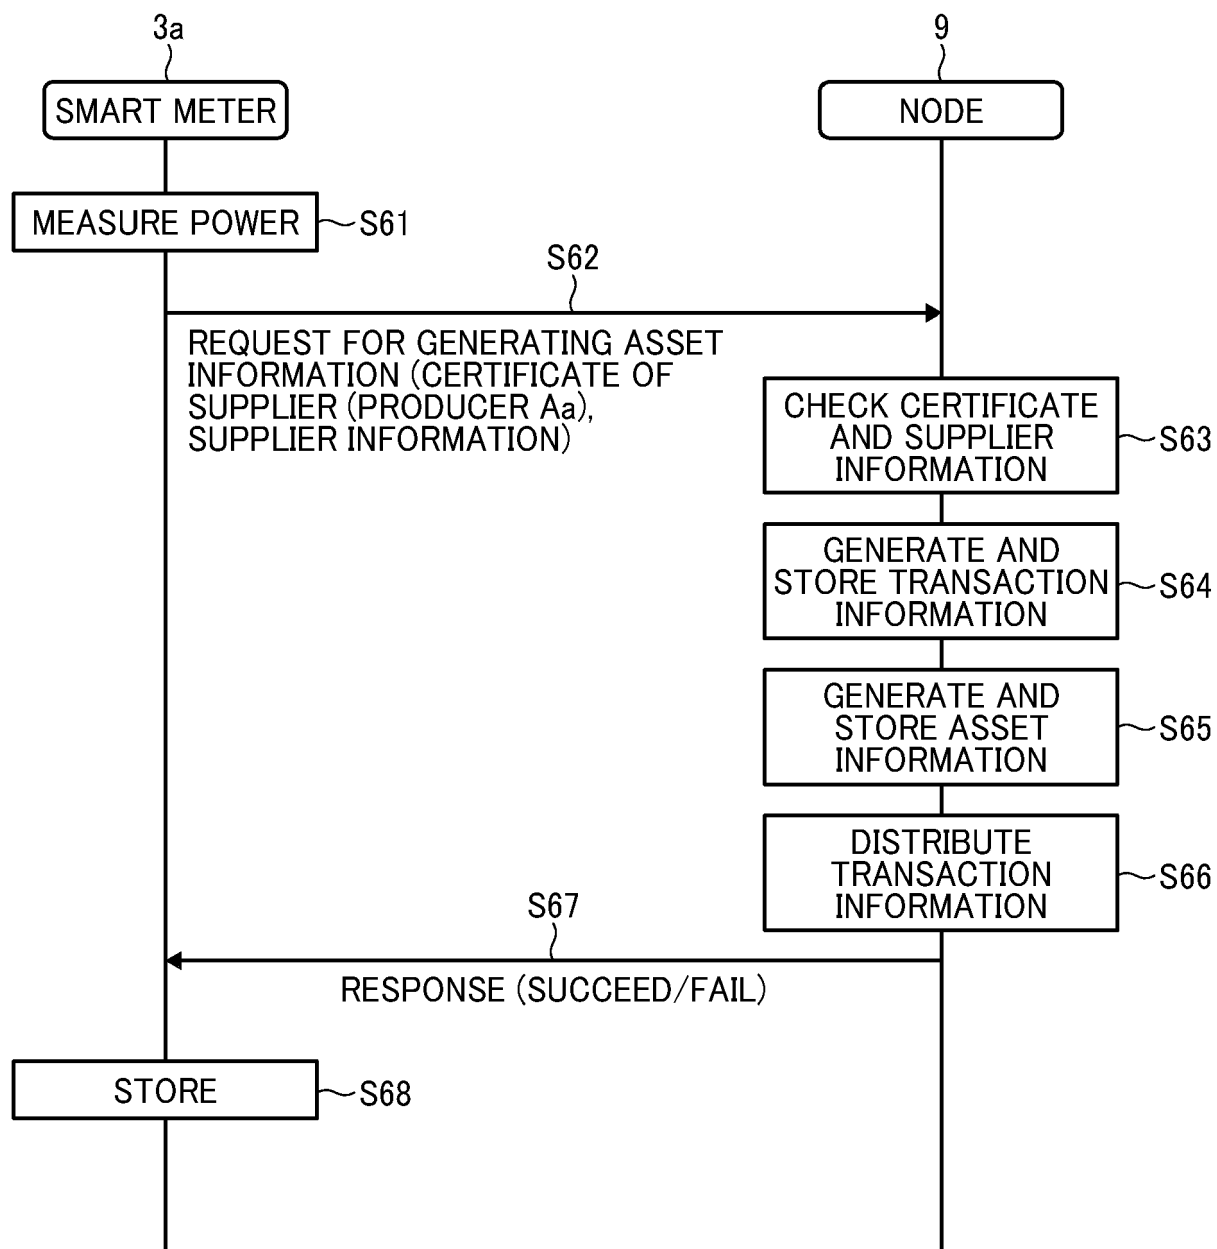 3a
9
SMART METER
NODE
MEASURE POWER
S61
S62
REQUEST FOR GENERATING ASSET
INFORMATION (CERTIFICATE OF
SUPPLIER (PRODUCER Aa),
SUPPLIER INFORMATION)
CHECK CERTIFICATE
AND SUPPLIER
INFORMATION
S63
GENERATE AND
STORE TRANSACTION
INFORMATION
S64
GENERATE AND
STORE ASSET
INFORMATION
S65
DISTRIBUTE
TRANSACTION
INFORMATION
S66
S67
RESPONSE (SUCCEED/FAIL)
STORE
S68